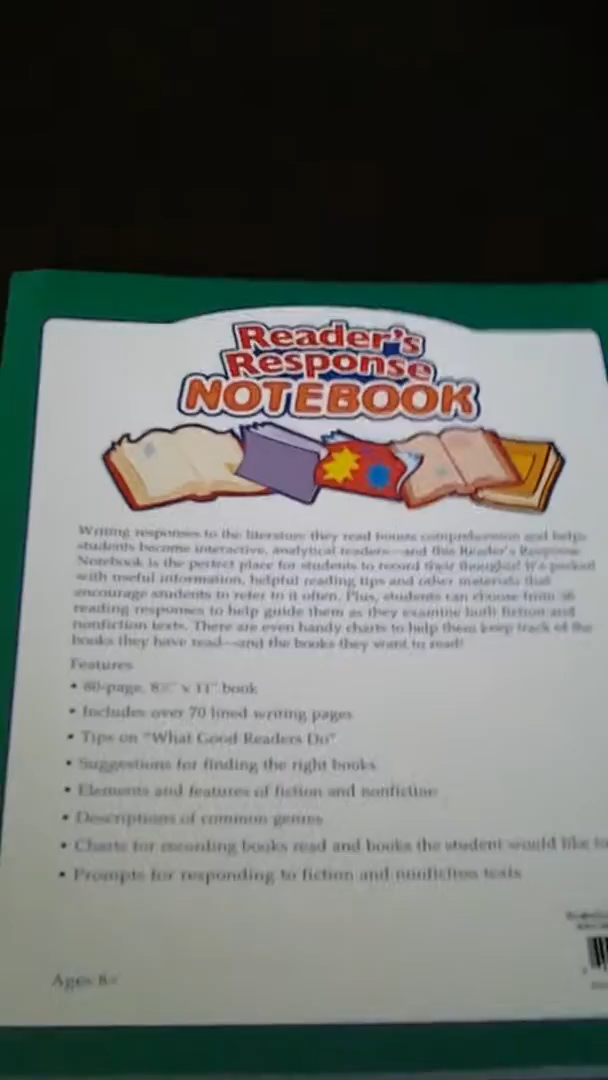 Reader's
Response
NOTEBOOK
Writing responses to the literature they read boosts comprehension and helps
students become interactive, analytical readers—and this Reader's Response
Notebook is the perfect place for students to record their thoughts! It's packed
with useful information, helpful reading tips and other materials that
encourage students to refer to it often. Plus, students can choose from 36
reading responses to help guide them as they examine both fiction and
nonfiction texts. There are even handy charts to help them keep track of the
books they have read—and the books they want to read!
Features
• 80-page, 8½" x 11" book
• Includes over 70 lined writing pages
• Tips on "What Good Readers Do"
• Suggestions for finding the right books
• Elements and features of fiction and nonfiction
• Descriptions of common genres
• Charts for recording books read and books the student would like to
• Prompts for responding to fiction and nonfiction texts
Ages 8+